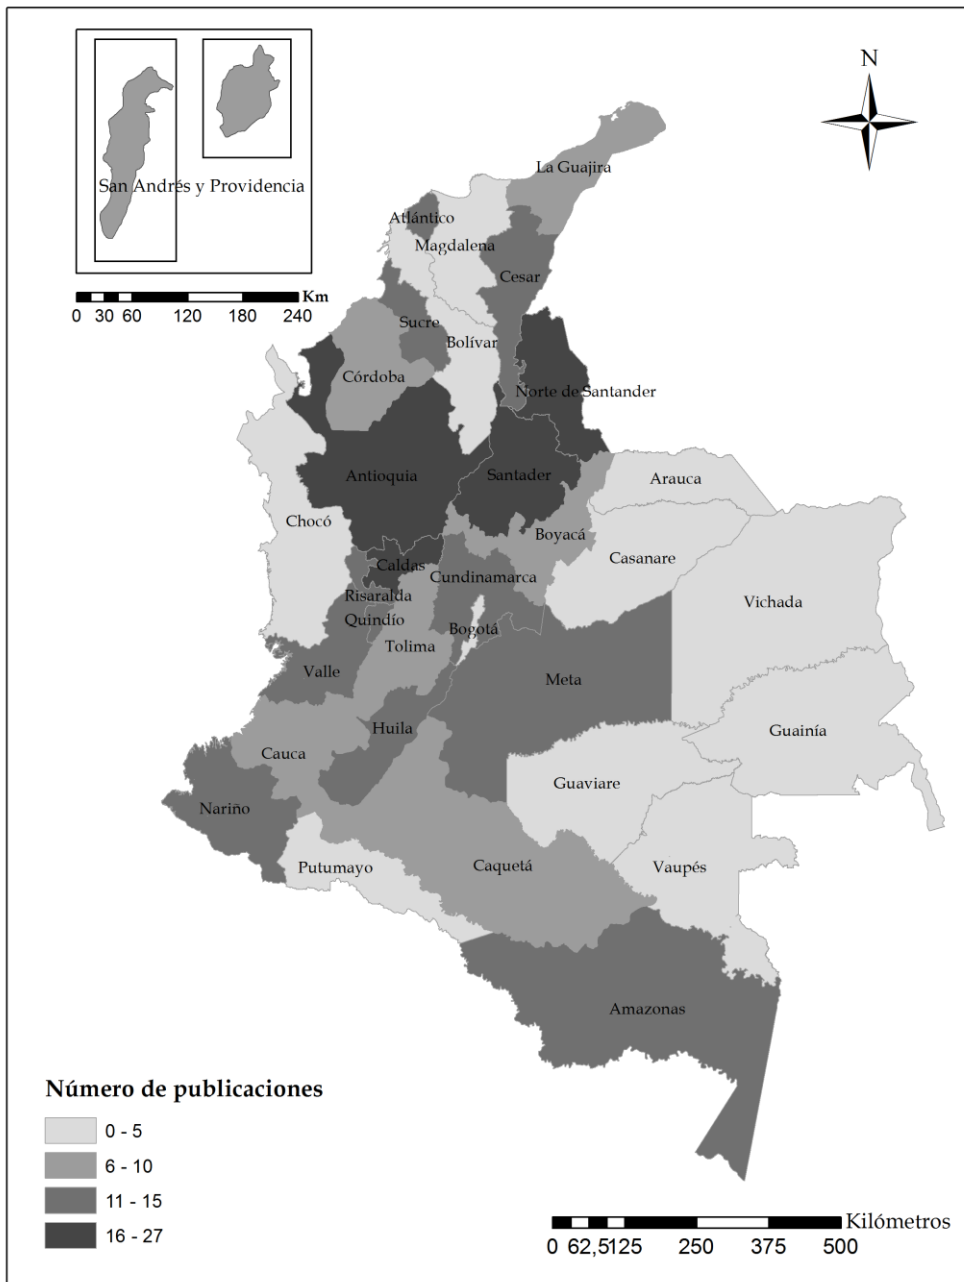 N
San Andrés y Providencia
Km
0 30 60 120 180 240
La Guajira
Atlántico
Magdalena
Cesar
Sucre
Bolívar
Córdoba
Norte de Santander
Antioquia
Santader
Arauca
Chocó
Boyacá
Casanare
Caldas
Cundinamarca
Risaralda
Vichada
Quindío
Bogotá
Tolima
Valle
Meta
Huila
Guainía
Cauca
Guaviare
Nariño
Putumayo
Caquetá
Vaupés
Amazonas
Número de publicaciones
0 - 5
6 - 10
11 - 15
16 - 27
Kilómetros
0 62,5125 250 375 500